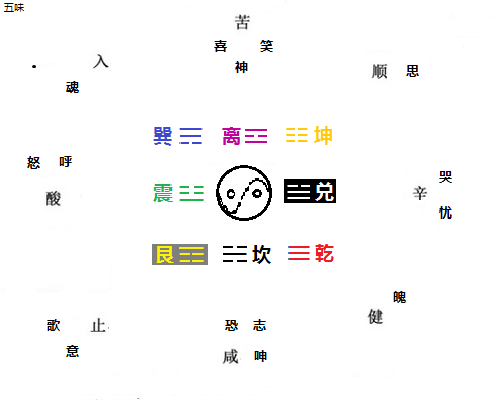 五味
苦
喜 笑
神
入
魂
顺 思
巽 ☴ 离 ☲ ☷ 坤
怒 呼
酸
震 ☳ ☱ 兑
哭
辛
忧
艮 ☶ ☵ 坎 ☰ 乾
魄
健
歌 止
意
恐 志
咸 呻